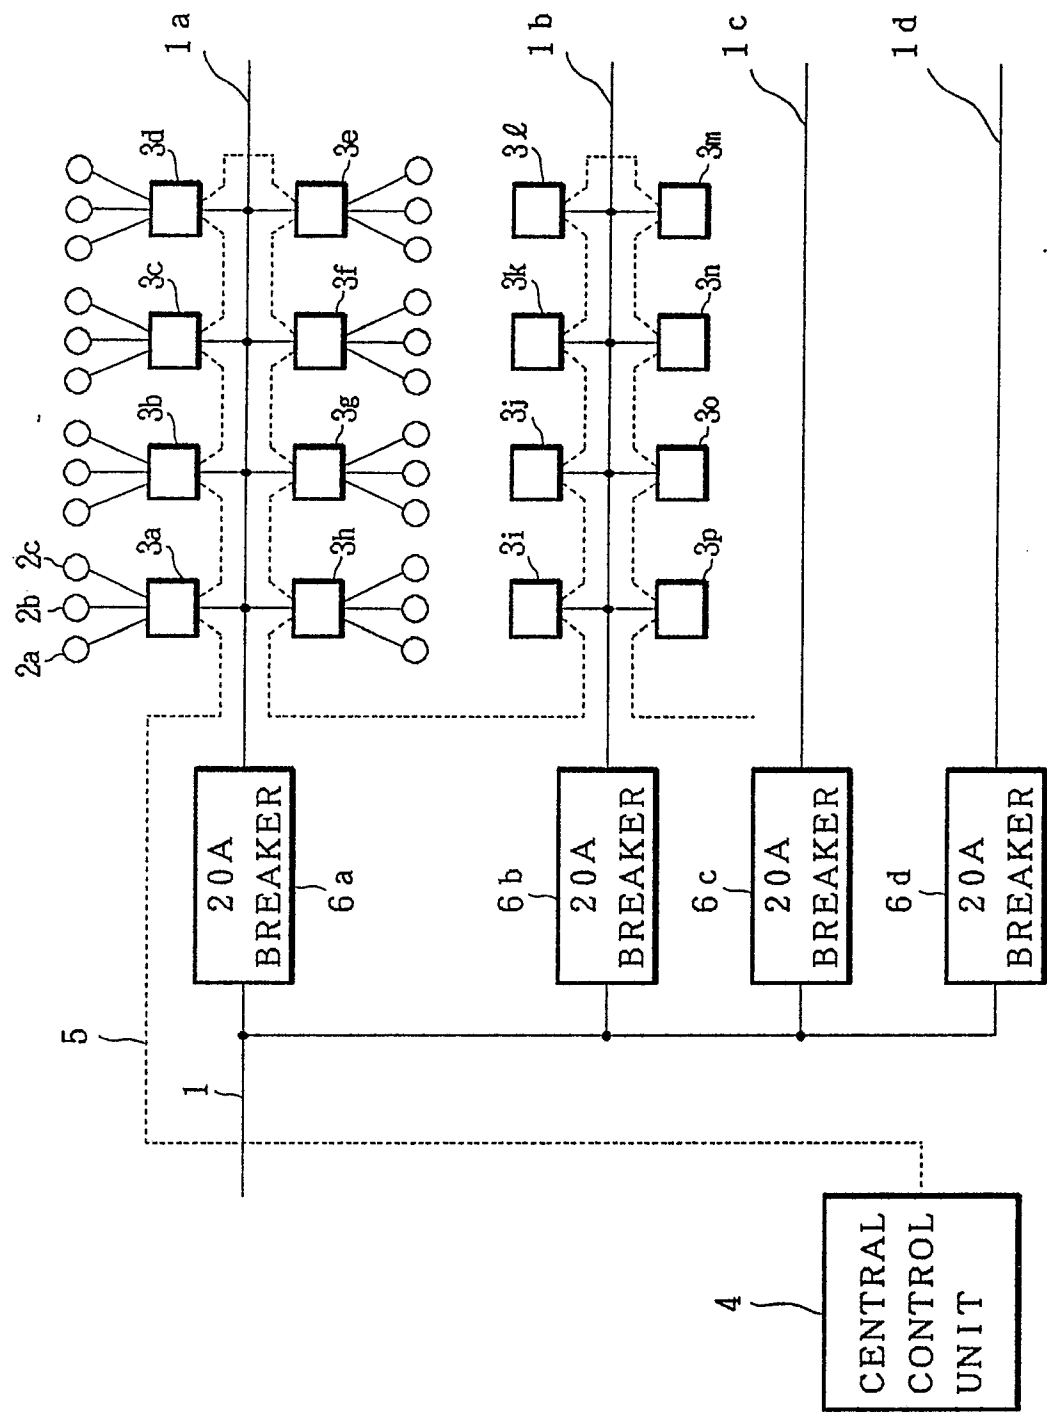 1a
1b
1c
1d
3d
3e
3l
3m
3c
3f
3k
3n
3b
3g
3j
3o
2c
2b
2a
3a
3h
3i
3p
20A
BREAKER
6a
20A
BREAKER
6b
20A
BREAKER
6c
20A
BREAKER
6d
5
1
4
CENTRAL
CONTROL
UNIT